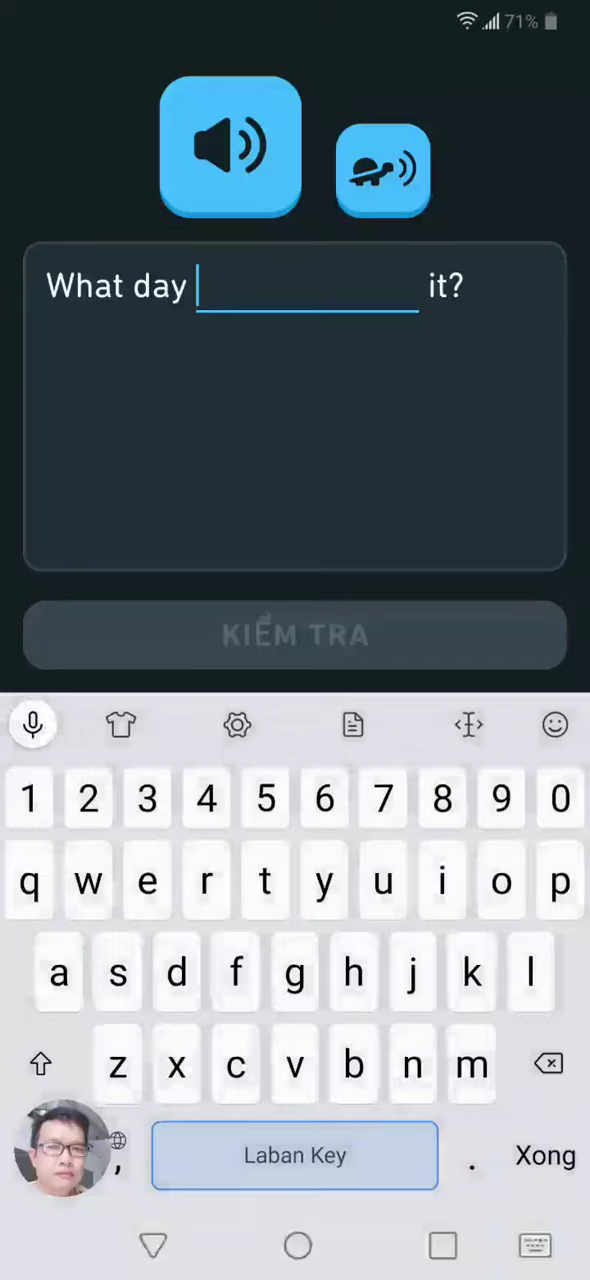 71%
What day it?
KIỂM TRA
1 2 3 4 5 6 7 8 9 0
q w e r t y u i o p
a s d f g h j k l
z x c v b n m
, Laban Key . Xong